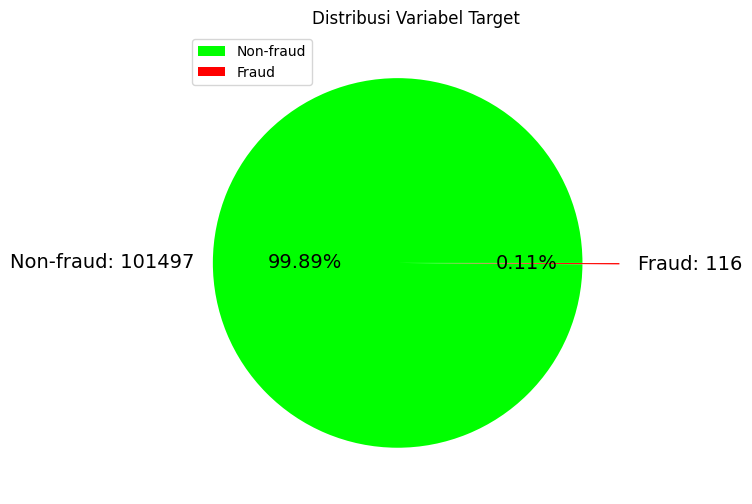 Distribusi Variabel Target
Non-fraud
Fraud
Non-fraud: 101497
99.89%
0.11%
Fraud: 116